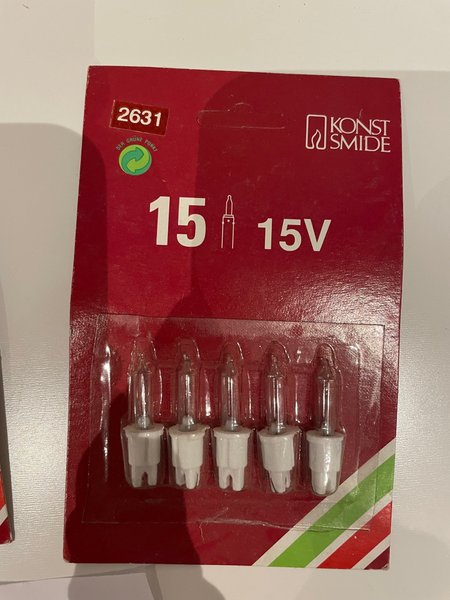 2631
KONST
SMIDE
DER GRÜNE PUNKT
15 15V